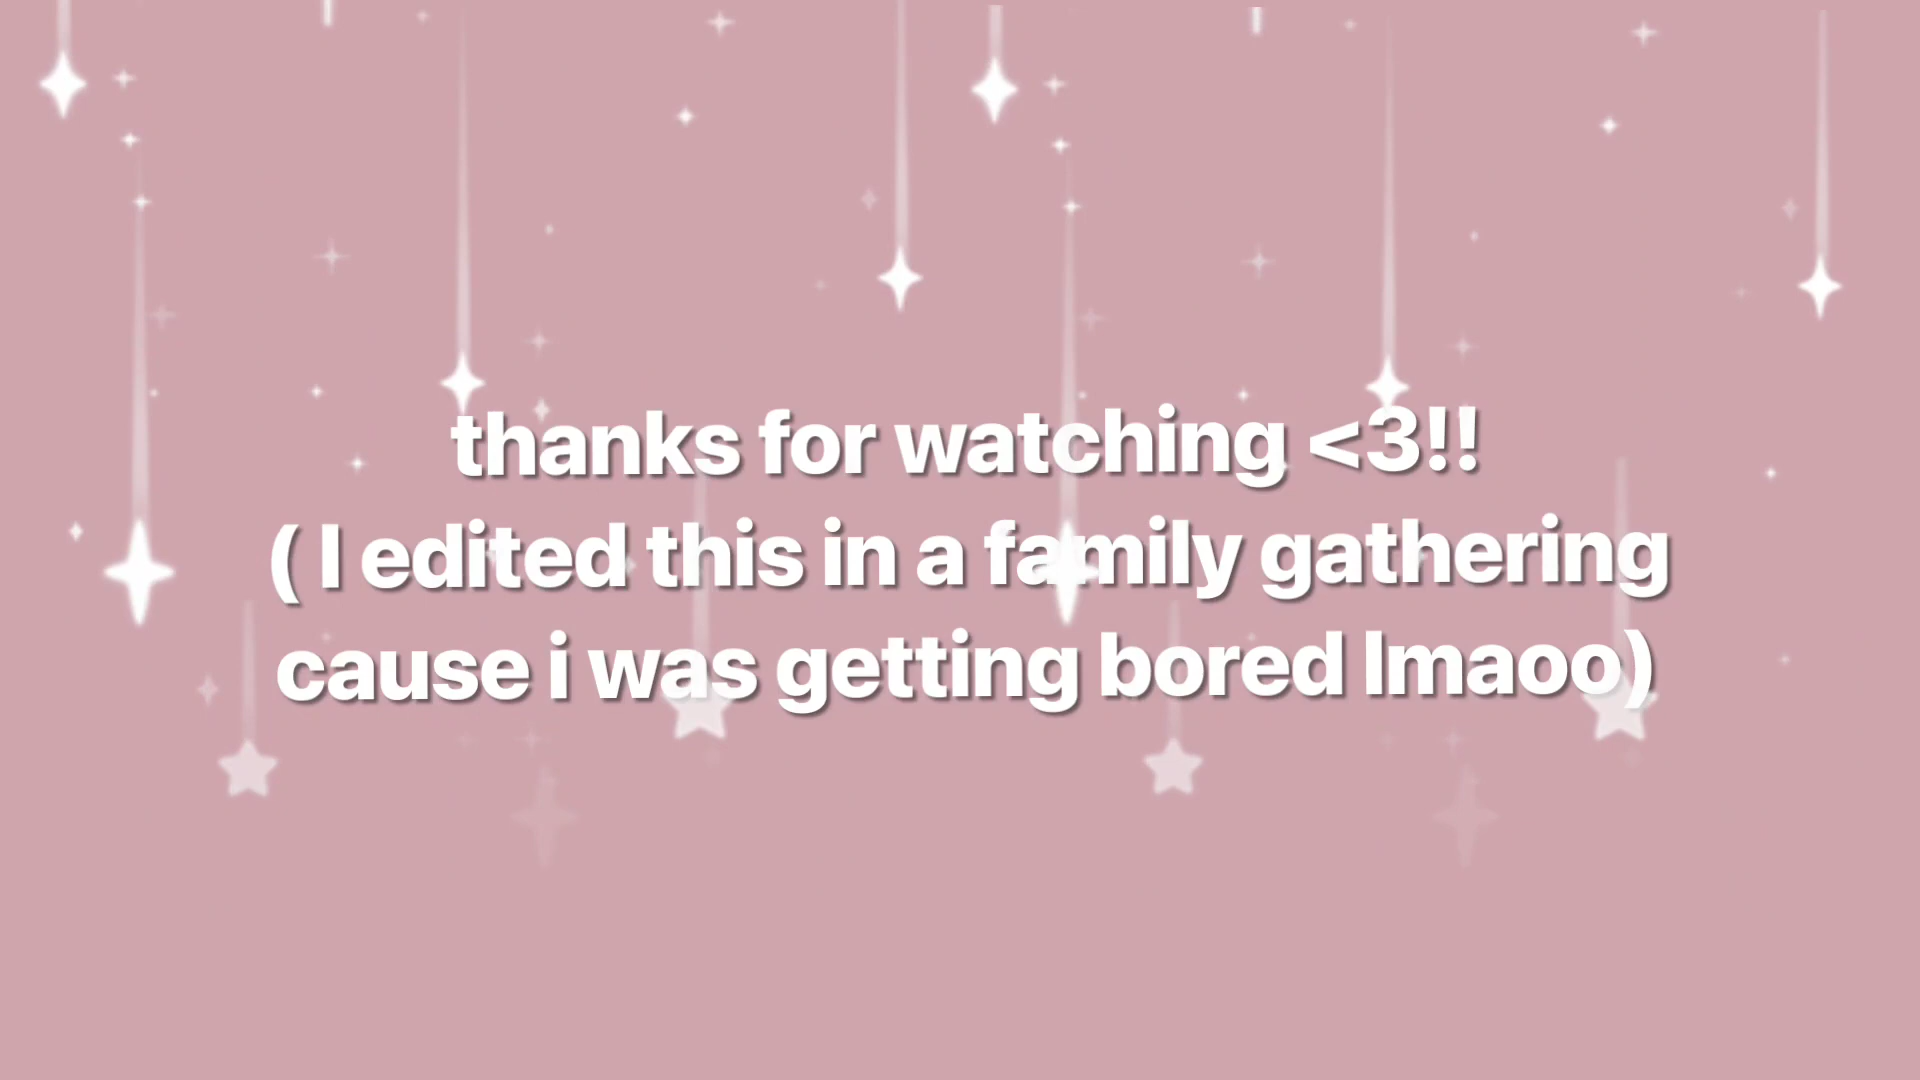 thanks for watching <3!!
( I edited this in a family gathering
cause i was getting bored lmaoo)